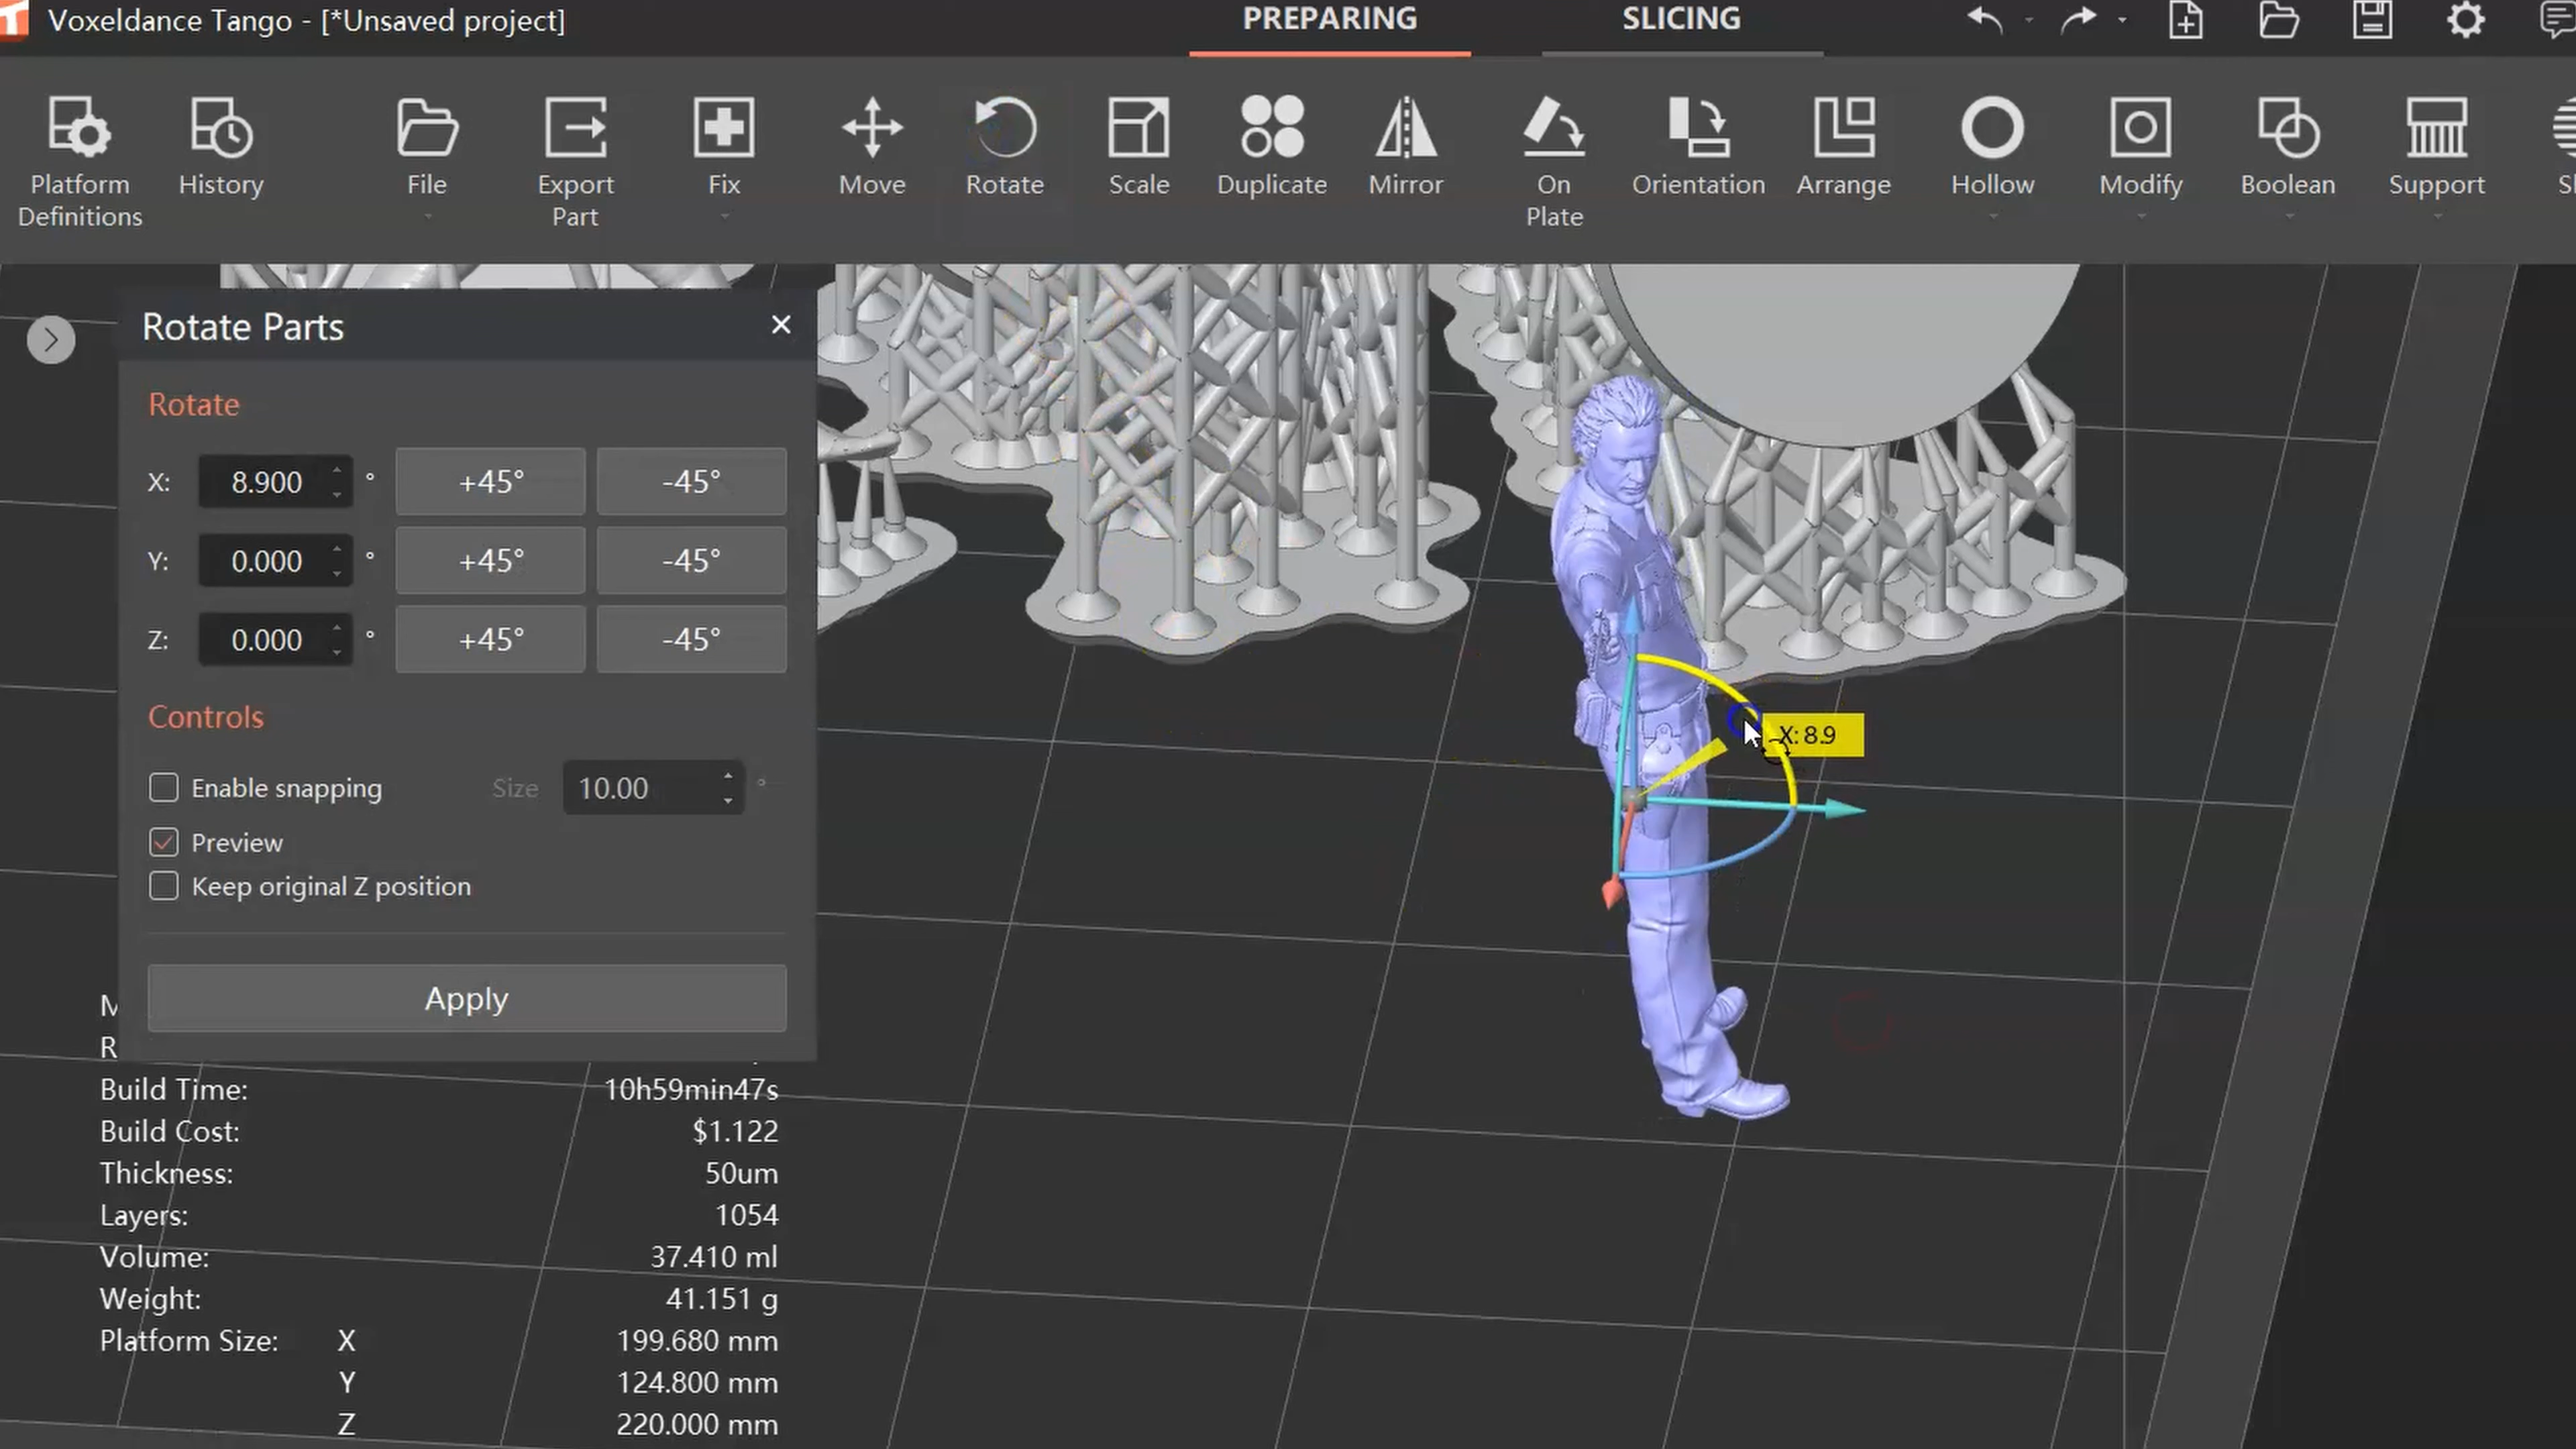 Voxeldance Tango - [*Unsaved project]
PREPARING
SLICING
Platform
Definitions
History
File
Export
Part
Fix
Move
Rotate
Scale
Duplicate
Mirror
On
Plate
Orientation
Arrange
Hollow
Modify
Boolean
Support
Rotate Parts
Rotate
X: 8.900 ° +45° -45°
Y: 0.000 ° +45° -45°
Z: 0.000 ° +45° -45°
Controls
Enable snapping Size 10.00 °
Preview
Keep original Z position
Apply
X: 8.9
Build Time: 10h59min47s
Build Cost: $1.122
Thickness: 50um
Layers: 1054
Volume: 37.410 ml
Weight: 41.151 g
Platform Size: X 199.680 mm
Y 124.800 mm
Z 220.000 mm